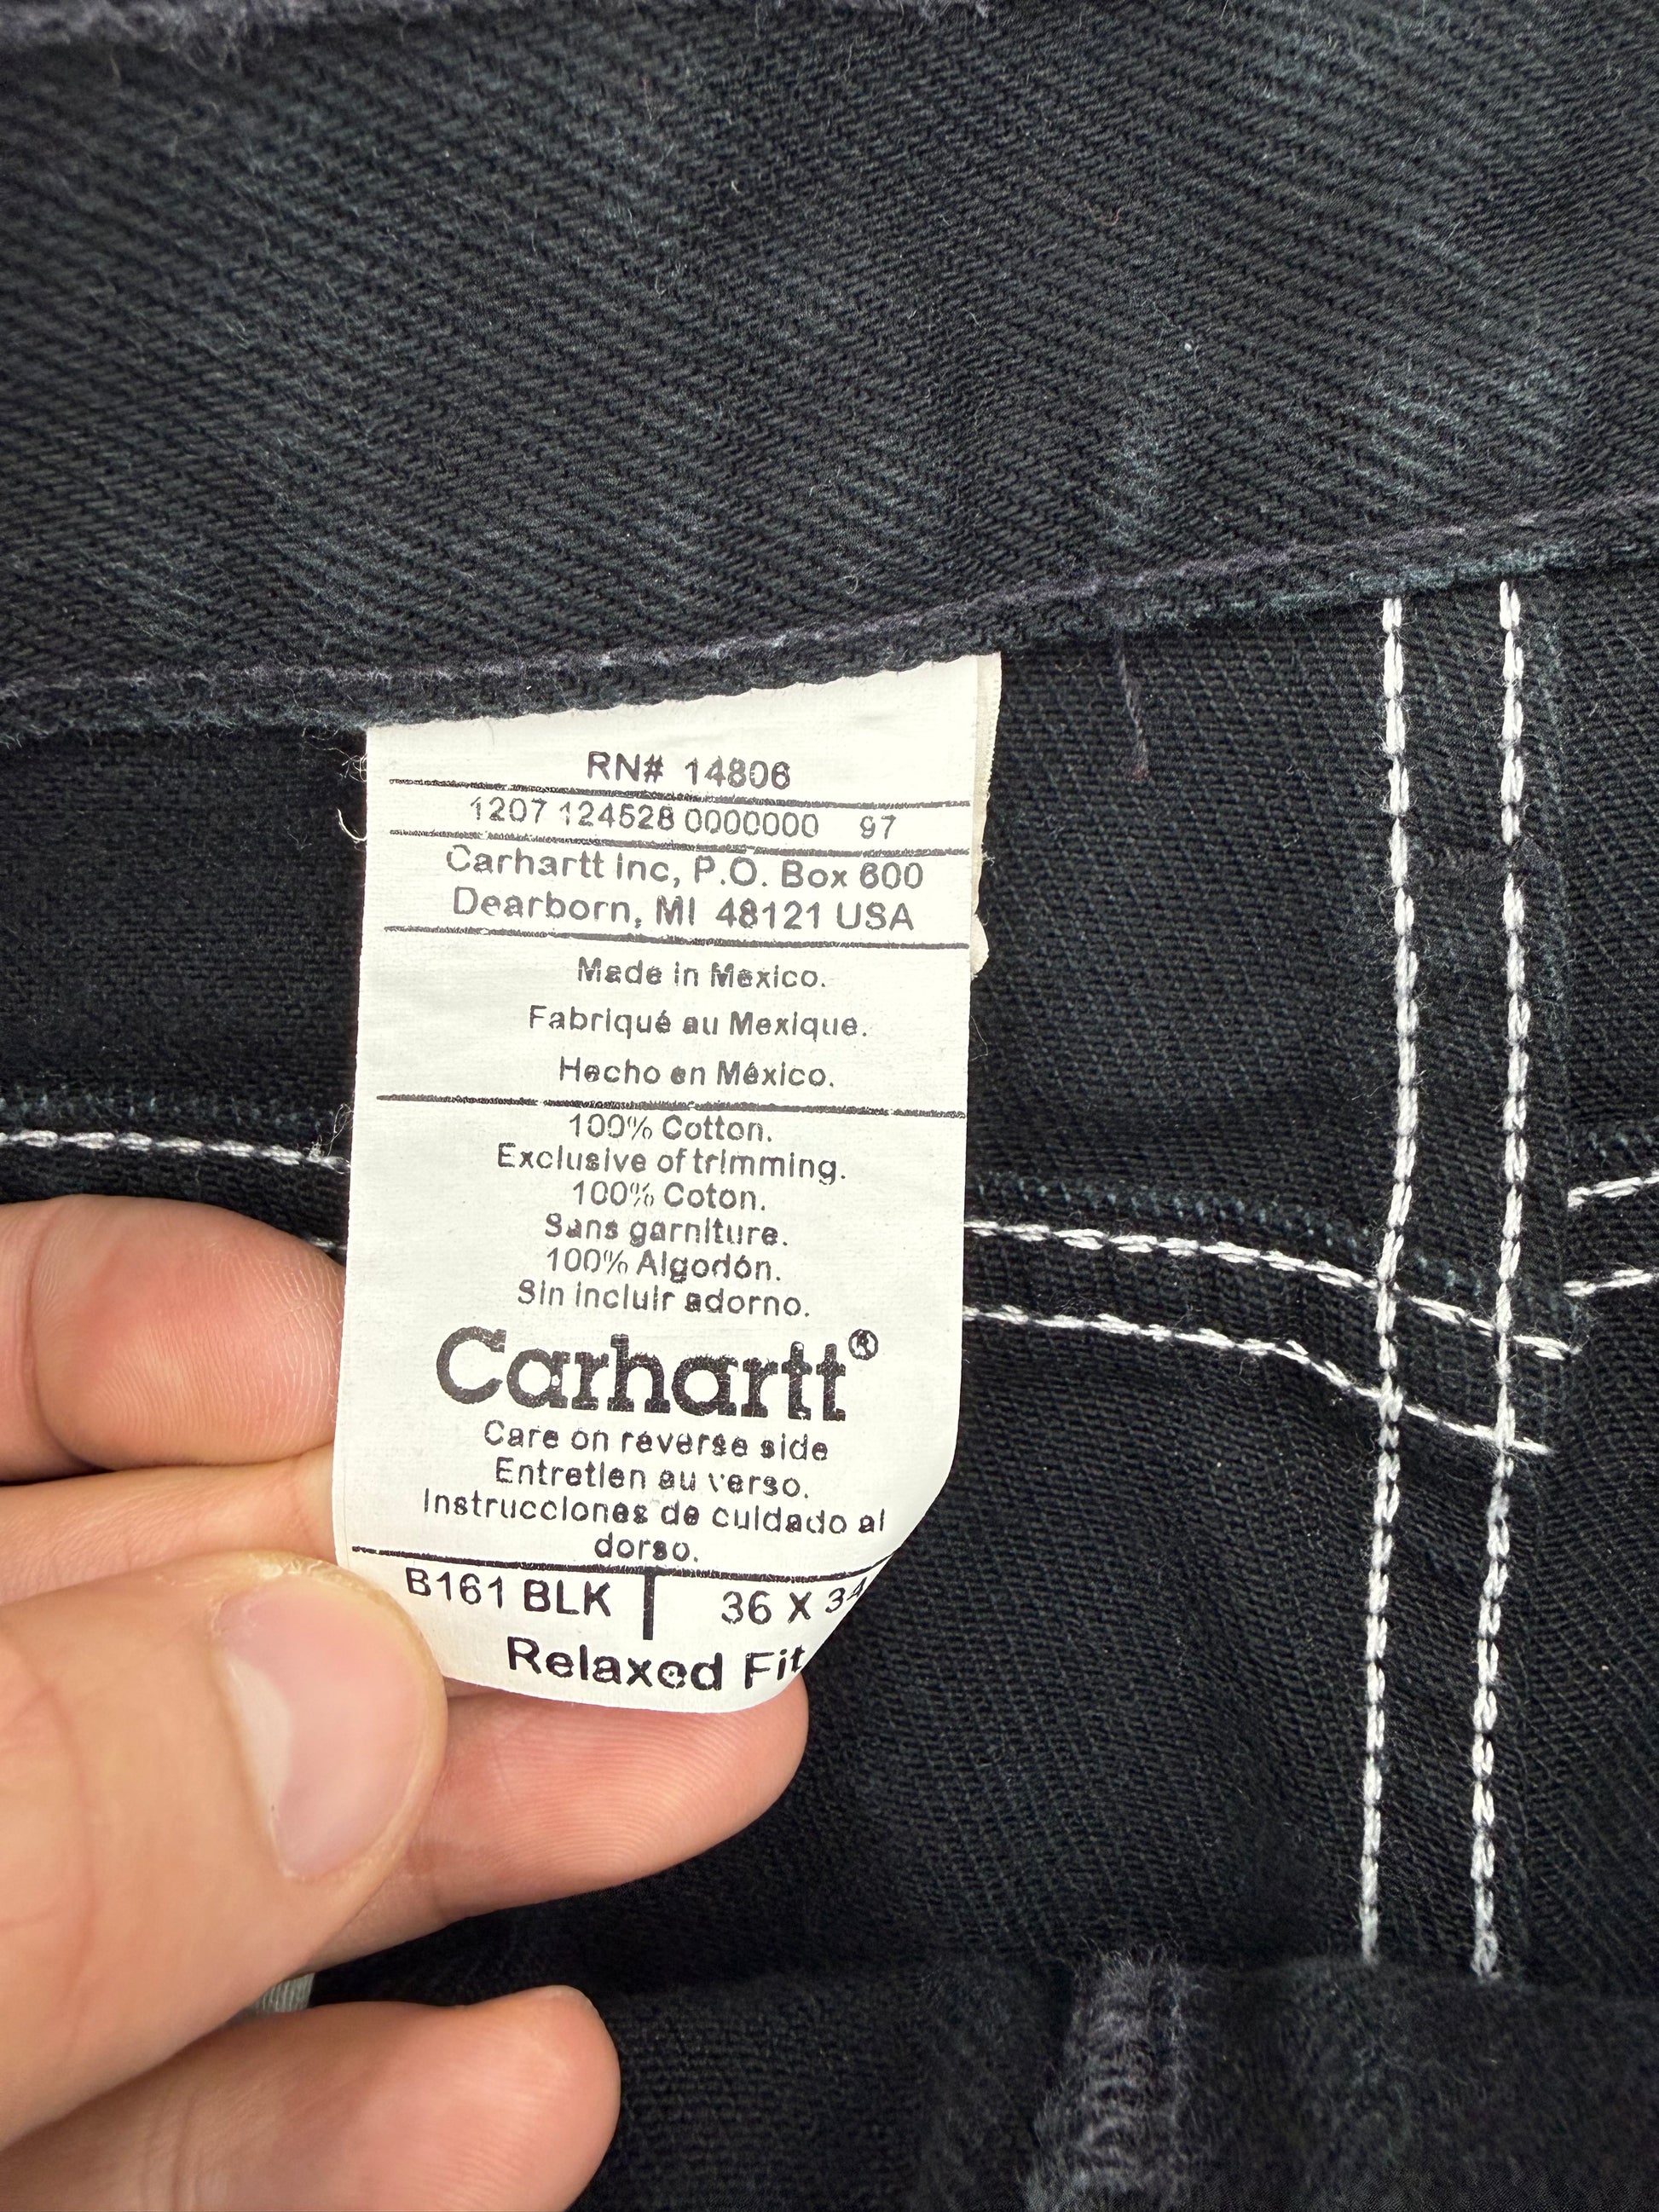 RN# 14806
1207 124528 0000000 97
Carhartt Inc, P.O. Box 600
Dearborn, MI 48121 USA
Made in Mexico.
Fabriqué au Mexique.
Hecho en México.
100% Cotton.
Exclusive of trimming.
100% Coton.
Sans garniture.
100% Algodón.
Sin incluir adorno.
Carhartt®
Care on reverse side
Entretien au verso.
Instrucciones de cuidado al
dorso.
B161 BLK | 36 X 34
Relaxed Fit